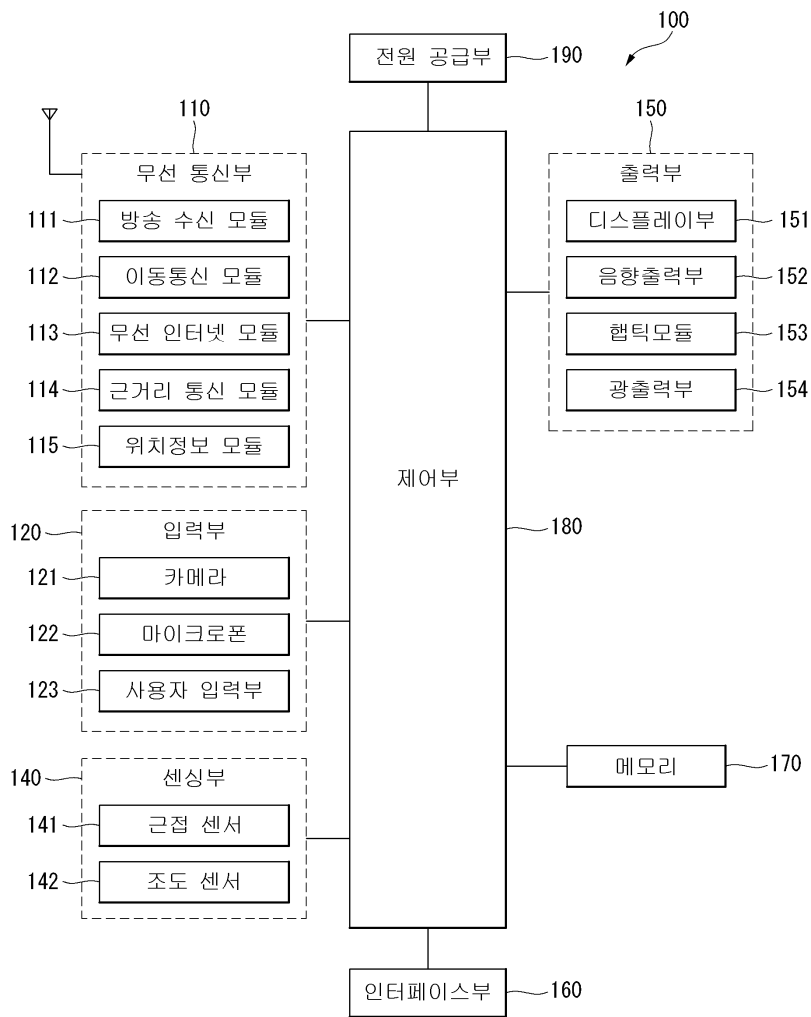 100
전원 공급부 190
110
무선 통신부
111 방송 수신 모듈
112 이동통신 모듈
113 무선 인터넷 모듈
114 근거리 통신 모듈
115 위치정보 모듈
120 입력부
121 카메라
122 마이크로폰
123 사용자 입력부
140 센싱부
141 근접 센서
142 조도 센서
제어부
180
150
출력부
디스플레이부 151
음향출력부 152
햅틱모듈 153
광출력부 154
메모리 170
인터페이스부 160